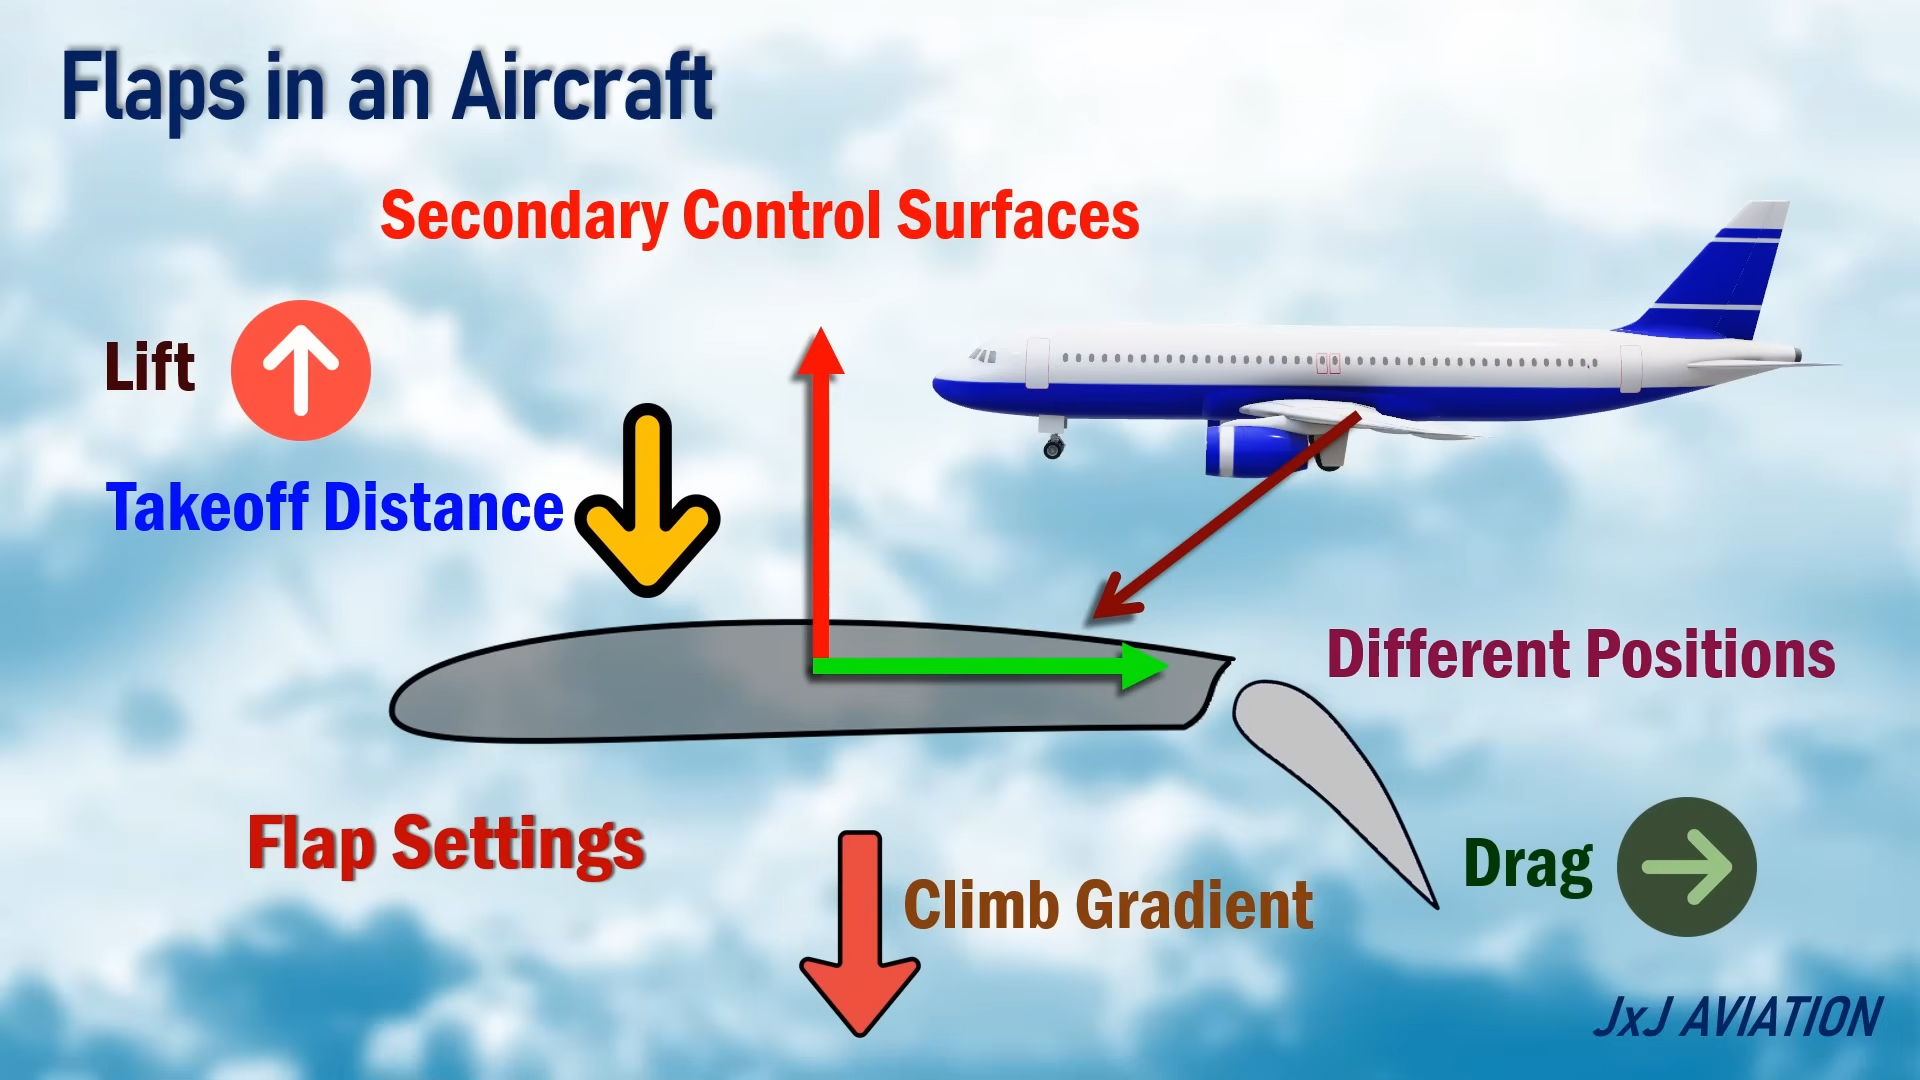 Flaps in an Aircraft
Secondary Control Surfaces
Lift
Takeoff Distance
Different Positions
Flap Settings
Climb Gradient
Drag
JxJ AVIATION